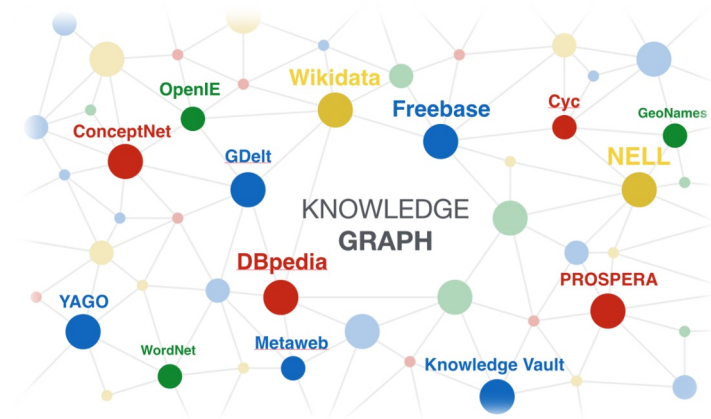 OpenIE
Wikidata
Freebase
Cyc
GeoNames
ConceptNet
GDelt
NELL
KNOWLEDGE
GRAPH
DBpedia
PROSPERA
YAGO
Metaweb
WordNet
Knowledge Vault